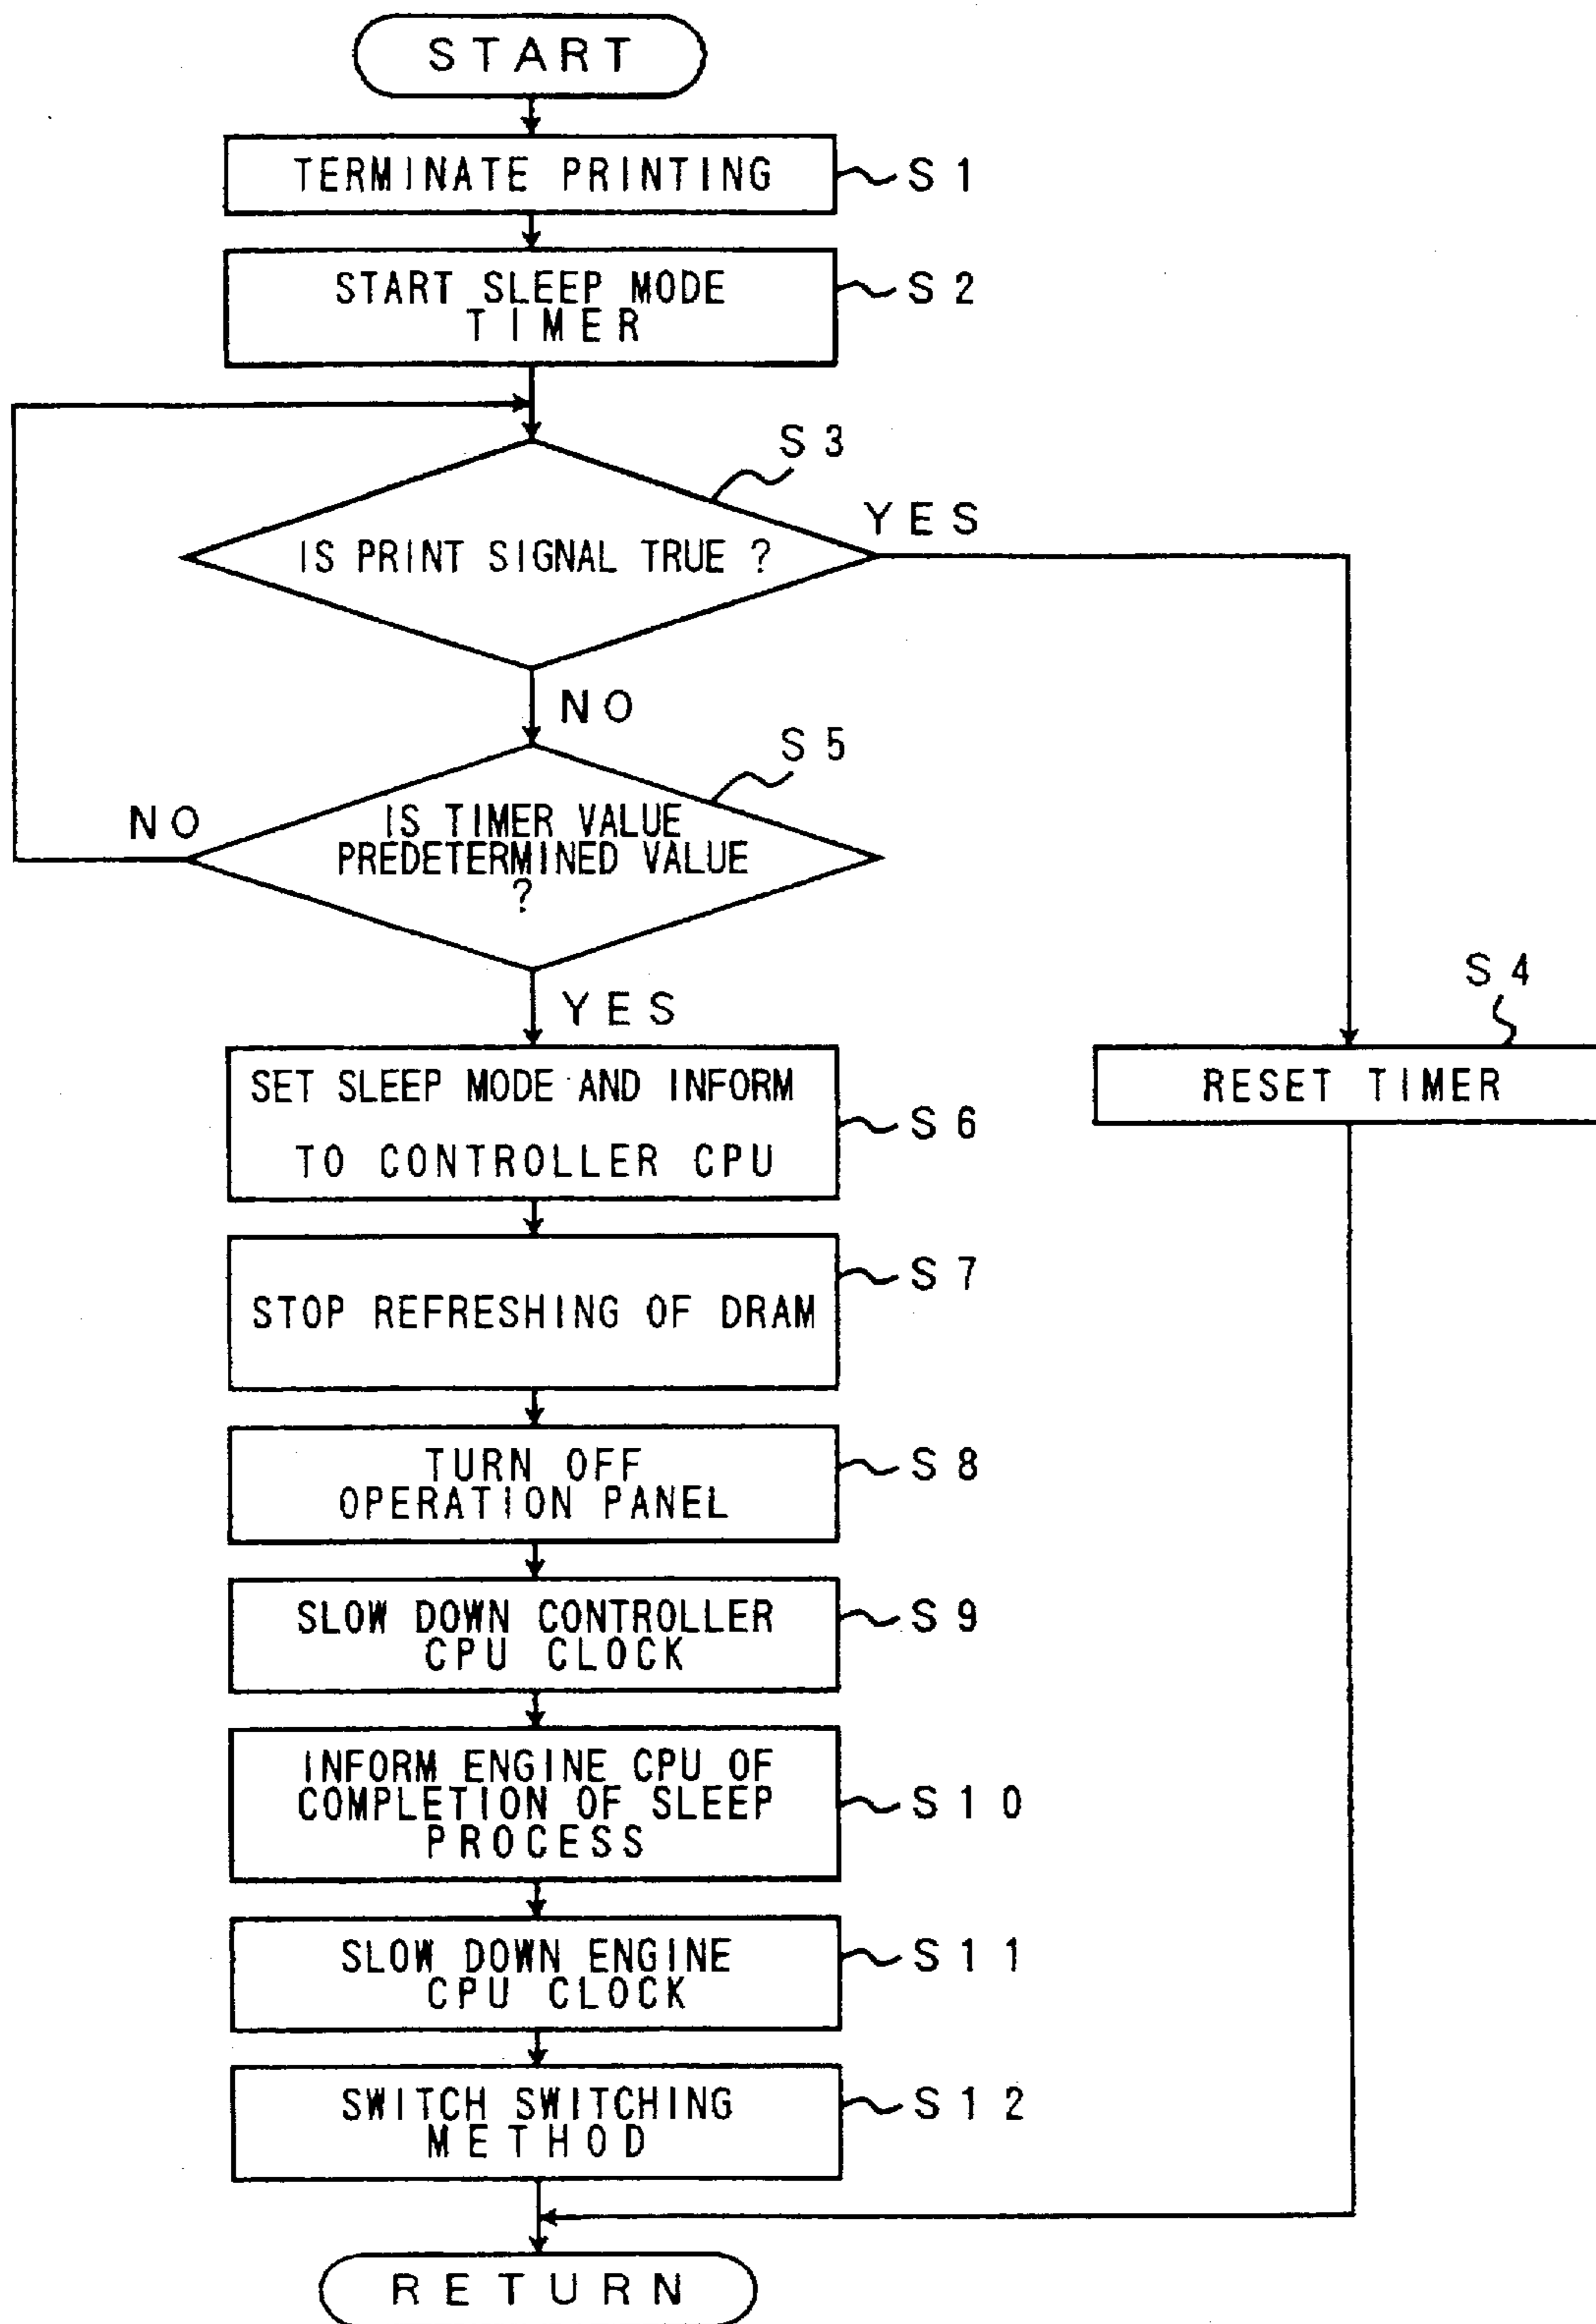 START
TERMINATE PRINTING
S1
START SLEEP MODE
TIMER
S2
S3
IS PRINT SIGNAL TRUE ?
YES
NO
S5
IS TIMER VALUE
PREDETERMINED VALUE
?
NO
YES
SET SLEEP MODE AND INFORM
TO CONTROLLER CPU
S6
S4
RESET TIMER
STOP REFRESHING OF DRAM
S7
TURN OFF
OPERATION PANEL
S8
SLOW DOWN CONTROLLER
CPU CLOCK
S9
INFORM ENGINE CPU OF
COMPLETION OF SLEEP
PROCESS
S10
SLOW DOWN ENGINE
CPU CLOCK
S11
SWITCH SWITCHING
METHOD
S12
RETURN